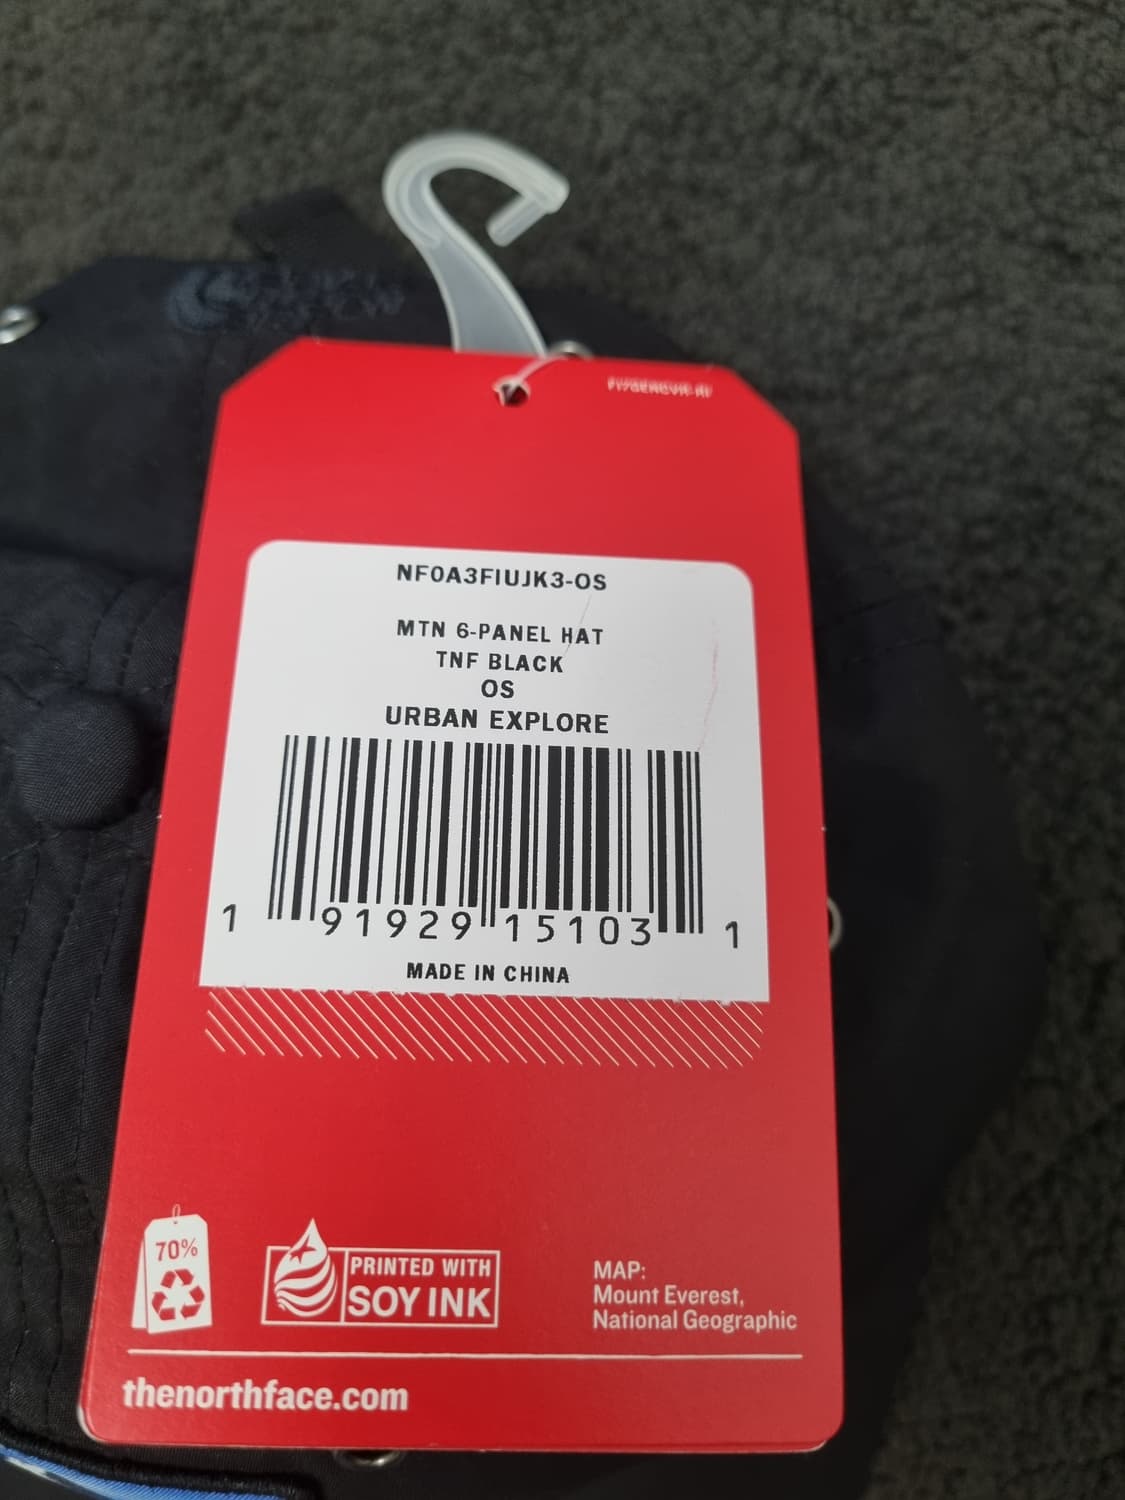 NF0A3FIUJK3-OS
MTN 6-PANEL HAT
TNF BLACK
OS
URBAN EXPLORE
1 91929 15103 1
MADE IN CHINA
70%
PRINTED WITH
SOY INK
MAP:
Mount Everest,
National Geographic
thenorthface.com